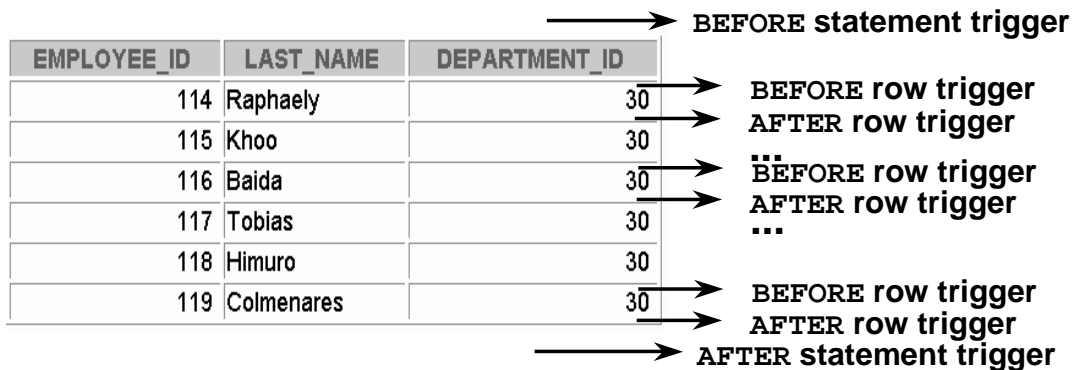 BEFORE statement trigger
EMPLOYEE_ID LAST_NAME DEPARTMENT_ID
114 Raphaely 30
BEFORE row trigger
AFTER row trigger
115 Khoo 30
...
116 Baida 30
BEFORE row trigger
AFTER row trigger
117 Tobias 30
...
118 Himuro 30
119 Colmenares 30
BEFORE row trigger
AFTER row trigger
AFTER statement trigger